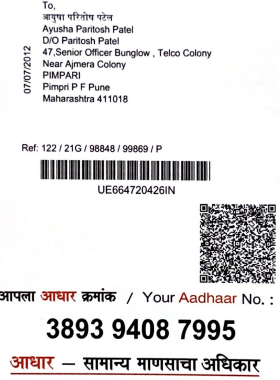 To,
आयुषा परितोष पटेल
Ayusha Paritosh Patel
D/O Paritosh Patel
47,Senior Officer Bunglow , Telco Colony
Near Ajmera Colony
PIMPARI
Pimpri P F Pune
Maharashtra 411018
07/07/2012
Ref: 122 / 21G / 98848 / 99869 / P
UE664720426IN
आपला आधार क्रमांक / Your Aadhaar No. :
3893 9408 7995
आधार – सामान्य माणसाचा अधिकार